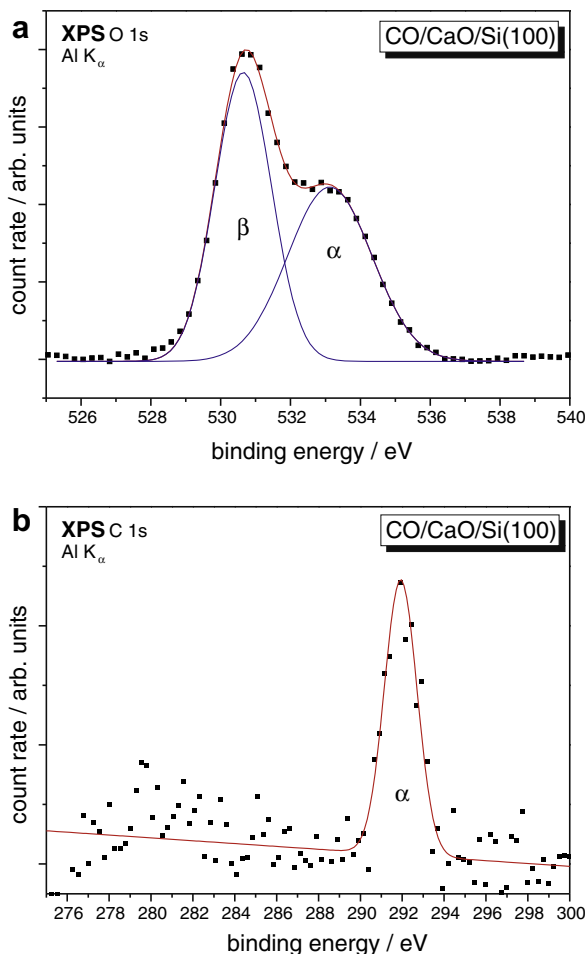 a
XPS O 1s
Al Kα
CO/CaO/Si(100)
count rate / arb. units
β
α
526 528 530 532 534 536 538 540
binding energy / eV
b
XPS C 1s
Al Kα
CO/CaO/Si(100)
count rate / arb. units
α
276 278 280 282 284 286 288 290 292 294 296 298 300
binding energy / eV